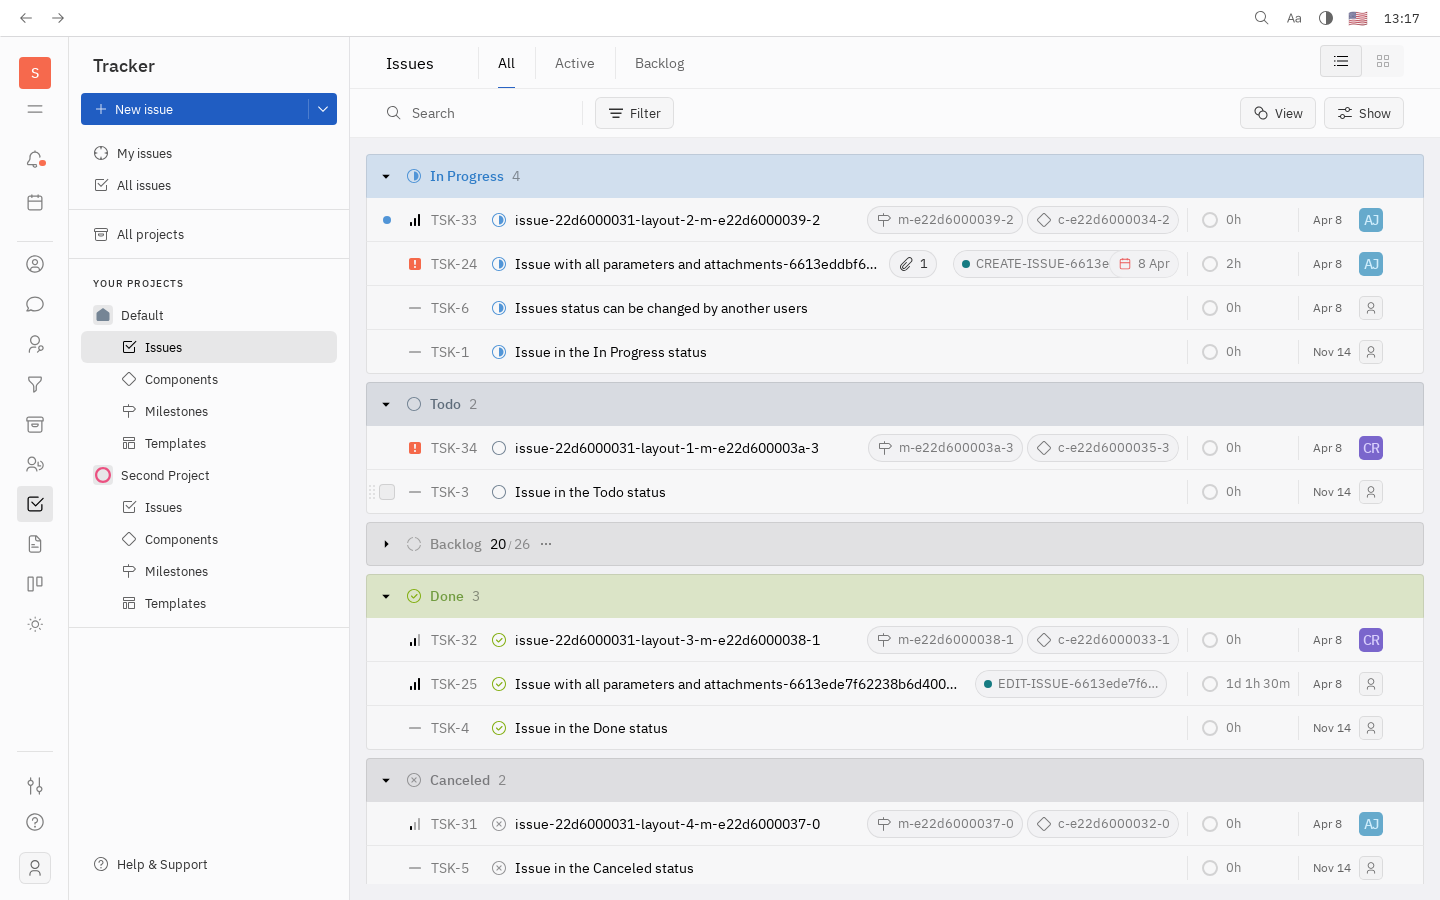 Aa 13:17
S
Tracker
New issue
My issues
All issues
All projects
YOUR PROJECTS
Default
Issues
Components
Milestones
Templates
Second Project
Issues
Components
Milestones
Templates
Help & Support
Issues All Active Backlog
Search Filter View Show
In Progress 4
TSK-33 issue-22d6000031-layout-2-m-e22d6000039-2 m-e22d6000039-2 c-e22d6000034-2 0h Apr 8 AJ
TSK-24 Issue with all parameters and attachments-6613eddbf6... 1 CREATE-ISSUE-6613e 8 Apr 2h Apr 8 AJ
TSK-6 Issues status can be changed by another users 0h Apr 8
TSK-1 Issue in the In Progress status 0h Nov 14
Todo 2
TSK-34 issue-22d6000031-layout-1-m-e22d600003a-3 m-e22d600003a-3 c-e22d6000035-3 0h Apr 8 CR
TSK-3 Issue in the Todo status 0h Nov 14
Backlog 20/26 ...
Done 3
TSK-32 issue-22d6000031-layout-3-m-e22d6000038-1 m-e22d6000038-1 c-e22d6000033-1 0h Apr 8 CR
TSK-25 Issue with all parameters and attachments-6613ede7f62238b6d400... EDIT-ISSUE-6613ede7f6... 1d 1h 30m Apr 8
TSK-4 Issue in the Done status 0h Nov 14
Canceled 2
TSK-31 issue-22d6000031-layout-4-m-e22d6000037-0 m-e22d6000037-0 c-e22d6000032-0 0h Apr 8 AJ
TSK-5 Issue in the Canceled status 0h Nov 14